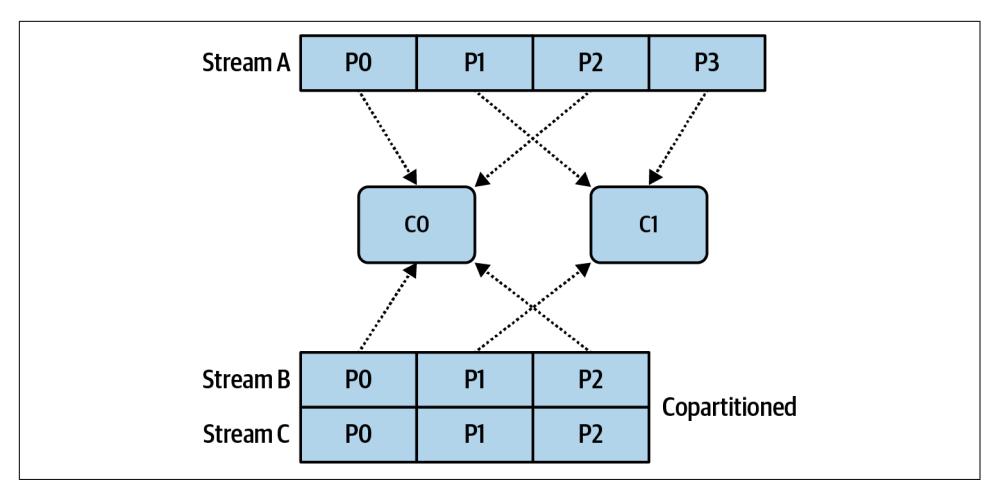 Stream A P0 P1 P2 P3
C0 C1
Stream B P0 P1 P2
Copartitioned
Stream C P0 P1 P2